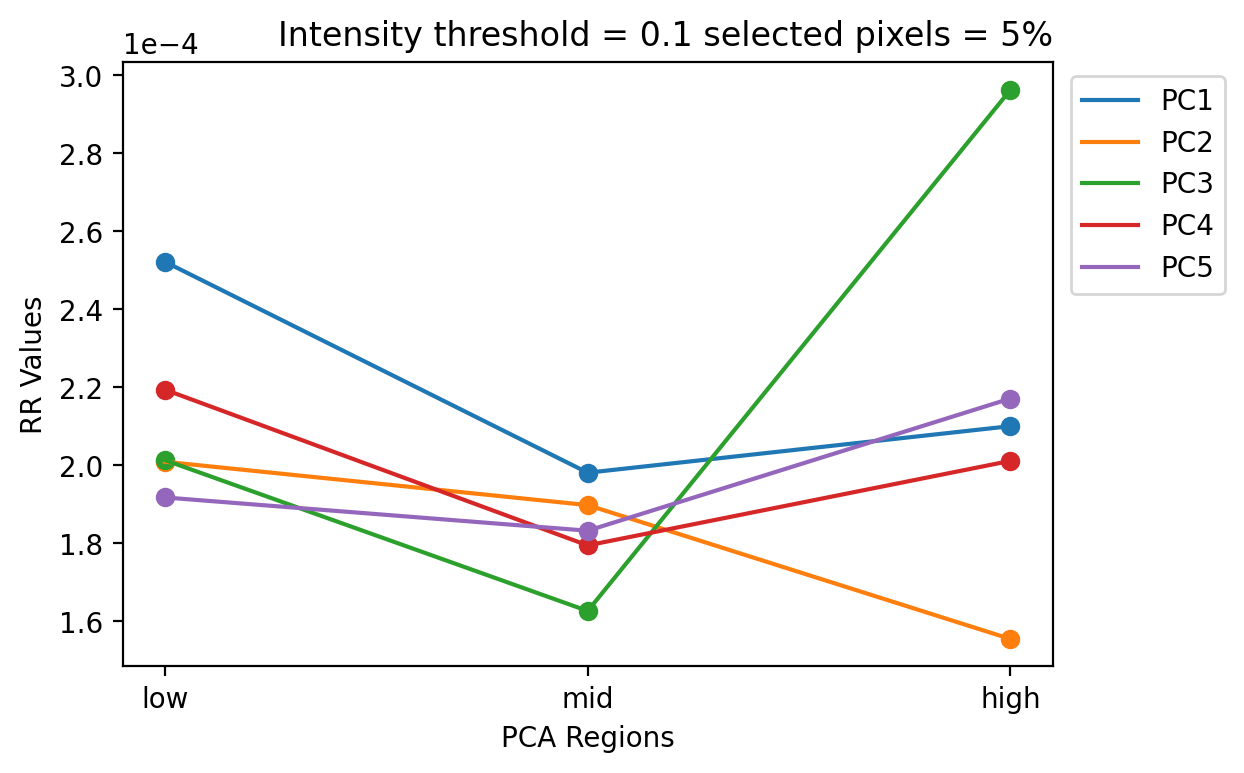 Intensity threshold = 0.1 selected pixels = 5%
1e−4
3.0
2.8
2.6
2.4
2.2
2.0
1.8
1.6
RR Values
low mid high
PCA Regions
PC1
PC2
PC3
PC4
PC5